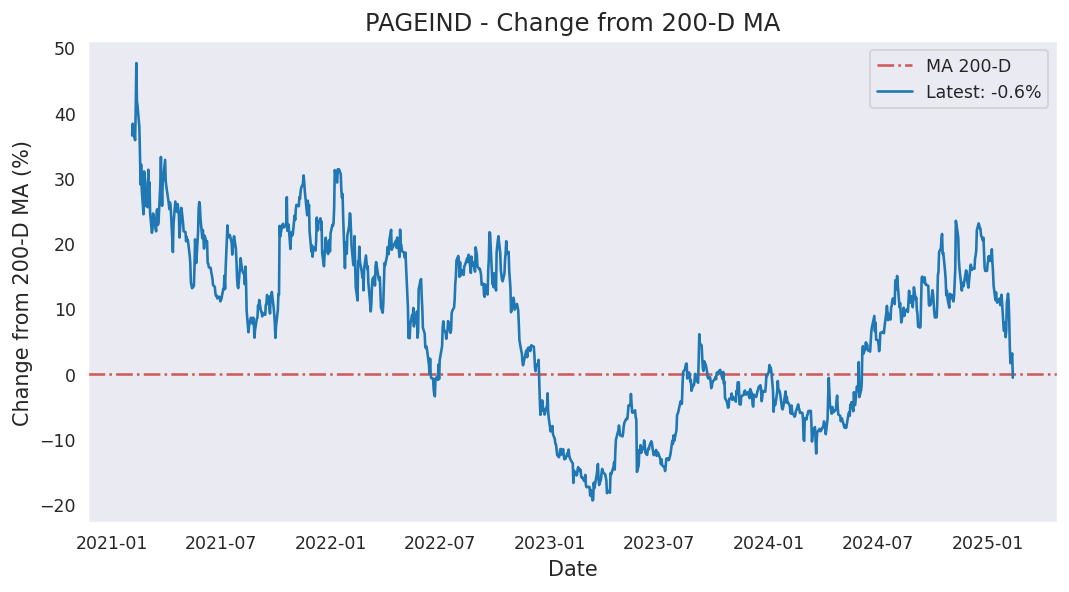 PAGEIND - Change from 200-D MA
Change from 200-D MA (%)
50
40
30
20
10
0
−10
−20
MA 200-D
Latest: -0.6%
2021-01 2021-07 2022-01 2022-07 2023-01 2023-07 2024-01 2024-07 2025-01
Date